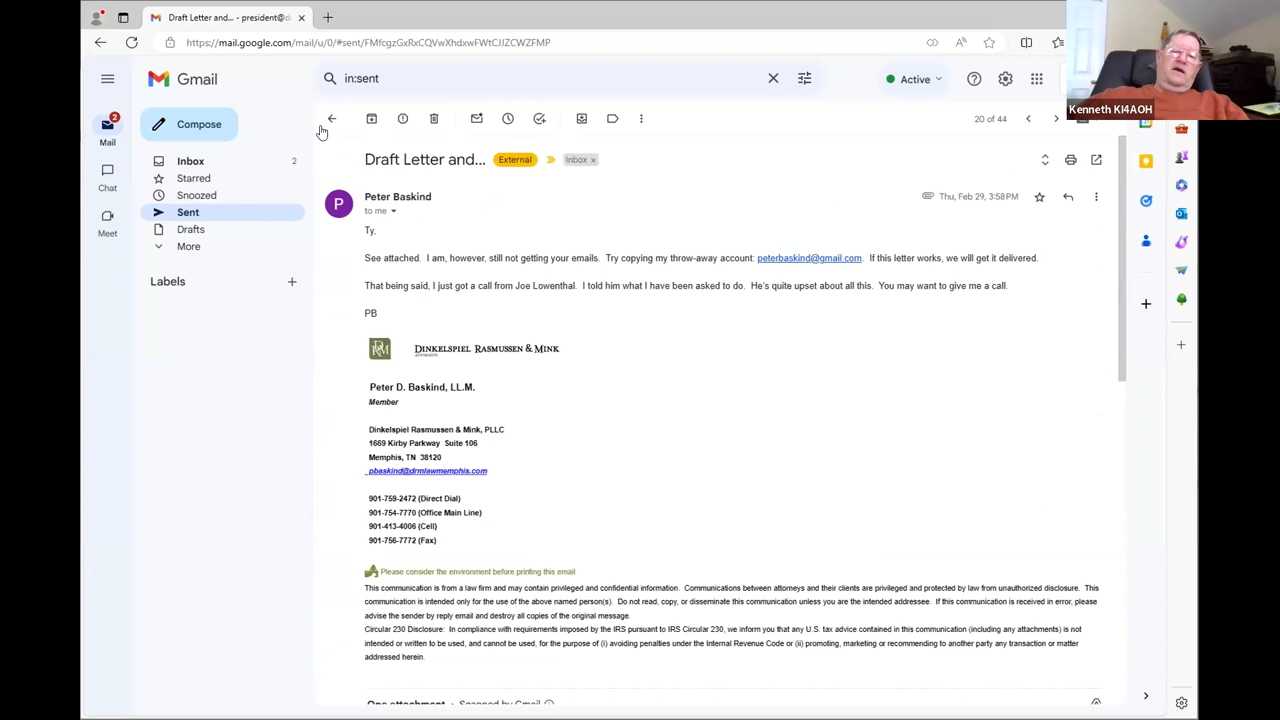 Draft Letter and... - president@d
https://mail.google.com/mail/u/0/#sent/FMfcgzGxRxCQVwXhdxwFWtCJJZCWZFMP
Gmail
in:sent
Active
Kenneth KI4AOH
2
Mail
Compose
20 of 44
Inbox 2
Starred
Snoozed
Sent
Drafts
More
Labels
Chat
Meet
Draft Letter and... External Inbox x
P
Peter Baskind
Thu, Feb 29, 3:58 PM
to me
Ty,
See attached. I am, however, still not getting your emails. Try copying my throw-away account: peterbaskind@gmail.com. If this letter works, we will get it delivered.
That being said, I just got a call from Joe Lowenthal. I told him what I have been asked to do. He's quite upset about all this. You may want to give me a call.
PB
DRM
DINKELSPIEL RASMUSSEN & MINK
ATTORNEYS
Peter D. Baskind, LL.M.
Member
Dinkelspiel Rasmussen & Mink, PLLC
1669 Kirby Parkway Suite 106
Memphis, TN 38120
pbaskind@drmlawmemphis.com
901-759-2472 (Direct Dial)
901-754-7770 (Office Main Line)
901-413-4006 (Cell)
901-756-7772 (Fax)
Please consider the environment before printing this email
This communication is from a law firm and may contain privileged and confidential information. Communications between attorneys and their clients are privileged and protected by law from unauthorized disclosure. This
communication is intended only for the use of the above named person(s). Do not read, copy, or disseminate this communication unless you are the intended addressee. If this communication is received in error, please
advise the sender by reply email and destroy all copies of the original message.
Circular 230 Disclosure: In compliance with requirements imposed by the IRS pursuant to IRS Circular 230, we inform you that any U.S. tax advice contained in this communication (including any attachments) is not
intended or written to be used, and cannot be used, for the purpose of (i) avoiding penalties under the Internal Revenue Code or (ii) promoting, marketing or recommending to another party any transaction or matter
addressed herein.
One attachment • Scanned by Gmail